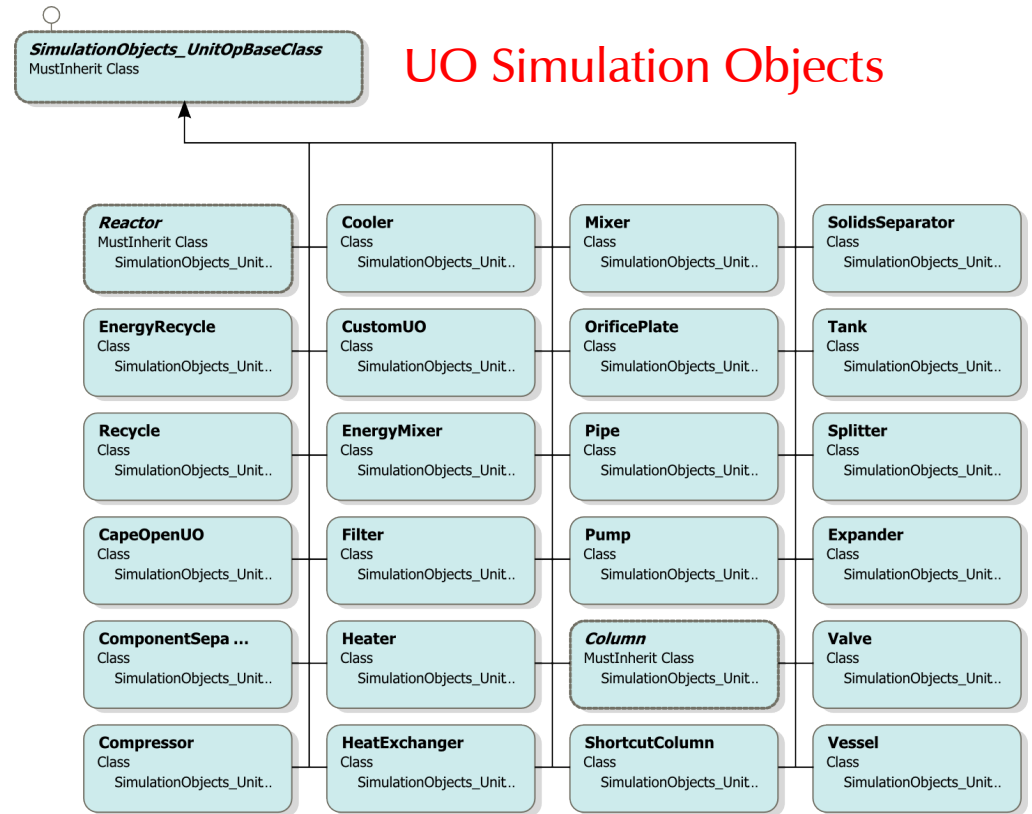 SimulationObjects_UnitOpBaseClass
MustInherit Class
UO Simulation Objects
Reactor
MustInherit Class
SimulationObjects_Unit...
Cooler
Class
SimulationObjects_Unit...
Mixer
Class
SimulationObjects_Unit...
SolidsSeparator
Class
SimulationObjects_Unit...
EnergyRecycle
Class
SimulationObjects_Unit...
CustomUO
Class
SimulationObjects_Unit...
OrificePlate
Class
SimulationObjects_Unit...
Tank
Class
SimulationObjects_Unit...
Recycle
Class
SimulationObjects_Unit...
EnergyMixer
Class
SimulationObjects_Unit...
Pipe
Class
SimulationObjects_Unit...
Splitter
Class
SimulationObjects_Unit...
CapeOpenUO
Class
SimulationObjects_Unit...
Filter
Class
SimulationObjects_Unit...
Pump
Class
SimulationObjects_Unit...
Expander
Class
SimulationObjects_Unit...
ComponentSepa ...
Class
SimulationObjects_Unit...
Heater
Class
SimulationObjects_Unit...
Column
MustInherit Class
SimulationObjects_Unit...
Valve
Class
SimulationObjects_Unit...
Compressor
Class
SimulationObjects_Unit...
HeatExchanger
Class
SimulationObjects_Unit...
ShortcutColumn
Class
SimulationObjects_Unit...
Vessel
Class
SimulationObjects_Unit...